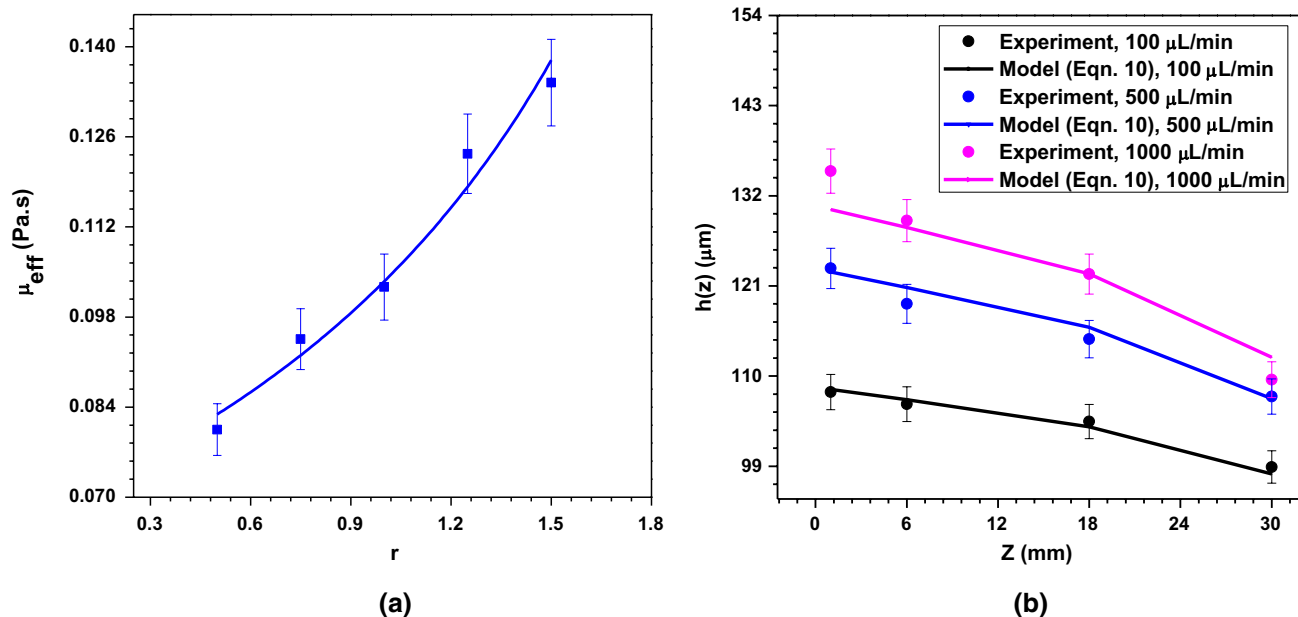 0.140
0.126
0.112
0.098
0.084
0.070
μeff (Pa.s)
0.3 0.6 0.9 1.2 1.5 1.8
r
(a)
154
143
132
121
110
99
h(z) (μm)
Experiment, 100 μL/min
Model (Eqn. 10), 100 μL/min
Experiment, 500 μL/min
Model (Eqn. 10), 500 μL/min
Experiment, 1000 μL/min
Model (Eqn. 10), 1000 μL/min
0 6 12 18 24 30
Z (mm)
(b)